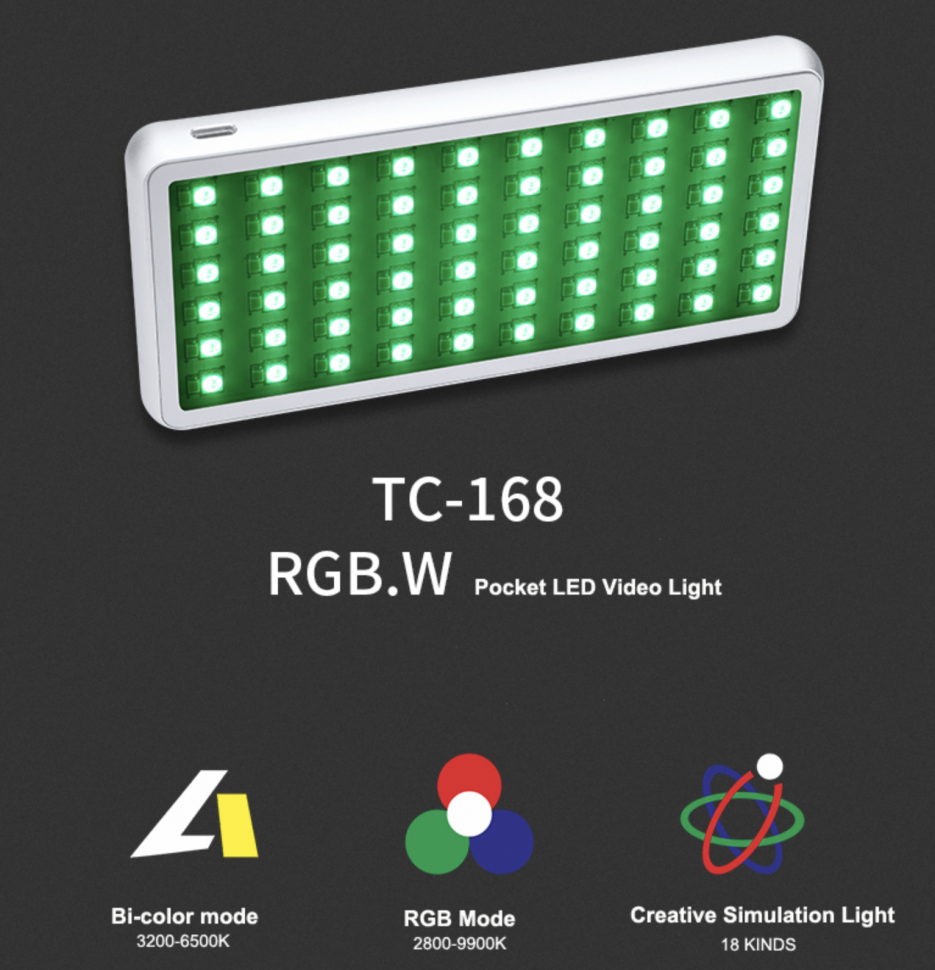 TC-168
RGB.W Pocket LED Video Light
Bi-color mode RGB Mode Creative Simulation Light
3200-6500K 2800-9900K 18 KINDS